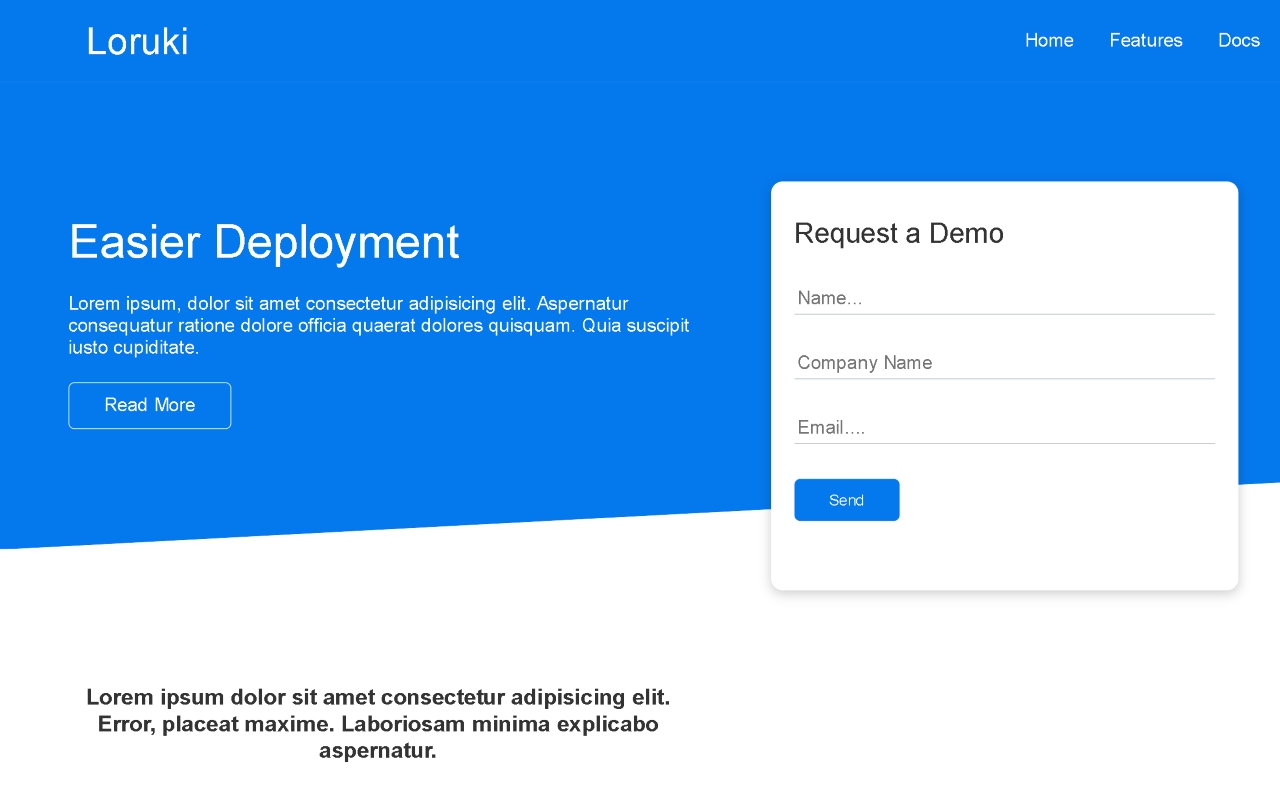 Loruki
Home Features Docs
Easier Deployment
Lorem ipsum, dolor sit amet consectetur adipisicing elit. Aspernatur
consequatur ratione dolore officia quaerat dolores quisquam. Quia suscipit
iusto cupiditate.
Read More
Request a Demo
Name...
Company Name
Email....
Send
Lorem ipsum dolor sit amet consectetur adipisicing elit.
Error, placeat maxime. Laboriosam minima explicabo
aspernatur.